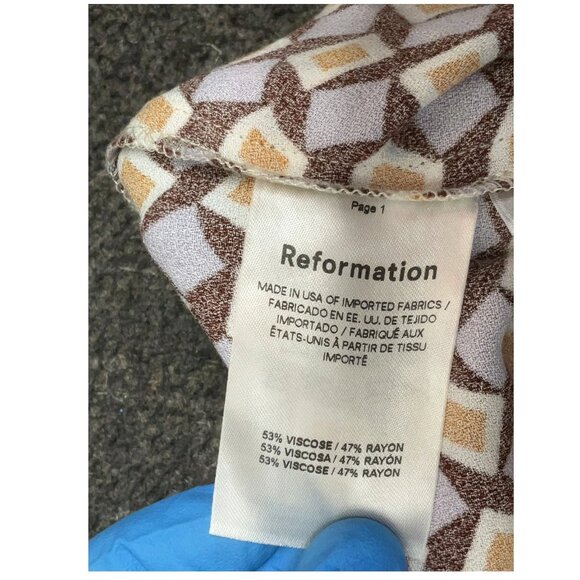 Page 1
Reformation
MADE IN USA OF IMPORTED FABRICS /
FABRICADO EN EE. UU. DE TEJIDO
IMPORTADO / FABRIQUÉ AUX
ÉTATS-UNIS À PARTIR DE TISSU
IMPORTÉ
53% VISCOSE / 47% RAYON
53% VISCOSA / 47% RAYÓN
53% VISCOSE / 47% RAYON